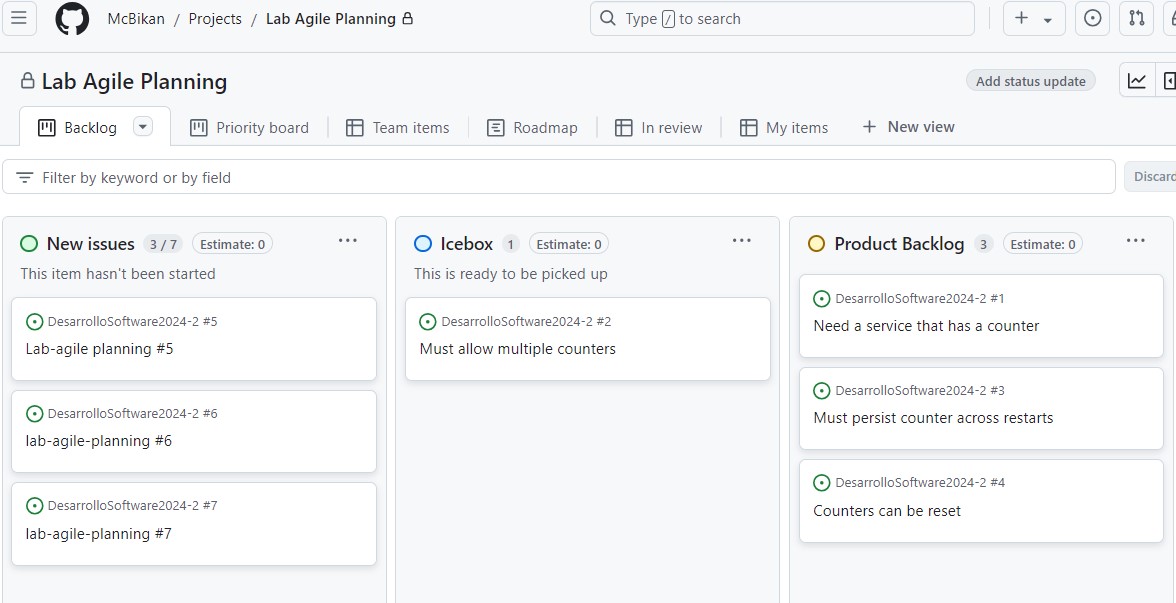 McBikan / Projects / Lab Agile Planning
Type / to search
Lab Agile Planning
Add status update
Backlog
Priority board
Team items
Roadmap
In review
My items
New view
Filter by keyword or by field
Discard
New issues 3 / 7 Estimate: 0
This item hasn't been started
DesarrolloSoftware2024-2 #5
Lab-agile planning #5
DesarrolloSoftware2024-2 #6
lab-agile-planning #6
DesarrolloSoftware2024-2 #7
lab-agile-planning #7
Icebox 1 Estimate: 0
This is ready to be picked up
DesarrolloSoftware2024-2 #2
Must allow multiple counters
Product Backlog 3 Estimate: 0
DesarrolloSoftware2024-2 #1
Need a service that has a counter
DesarrolloSoftware2024-2 #3
Must persist counter across restarts
DesarrolloSoftware2024-2 #4
Counters can be reset